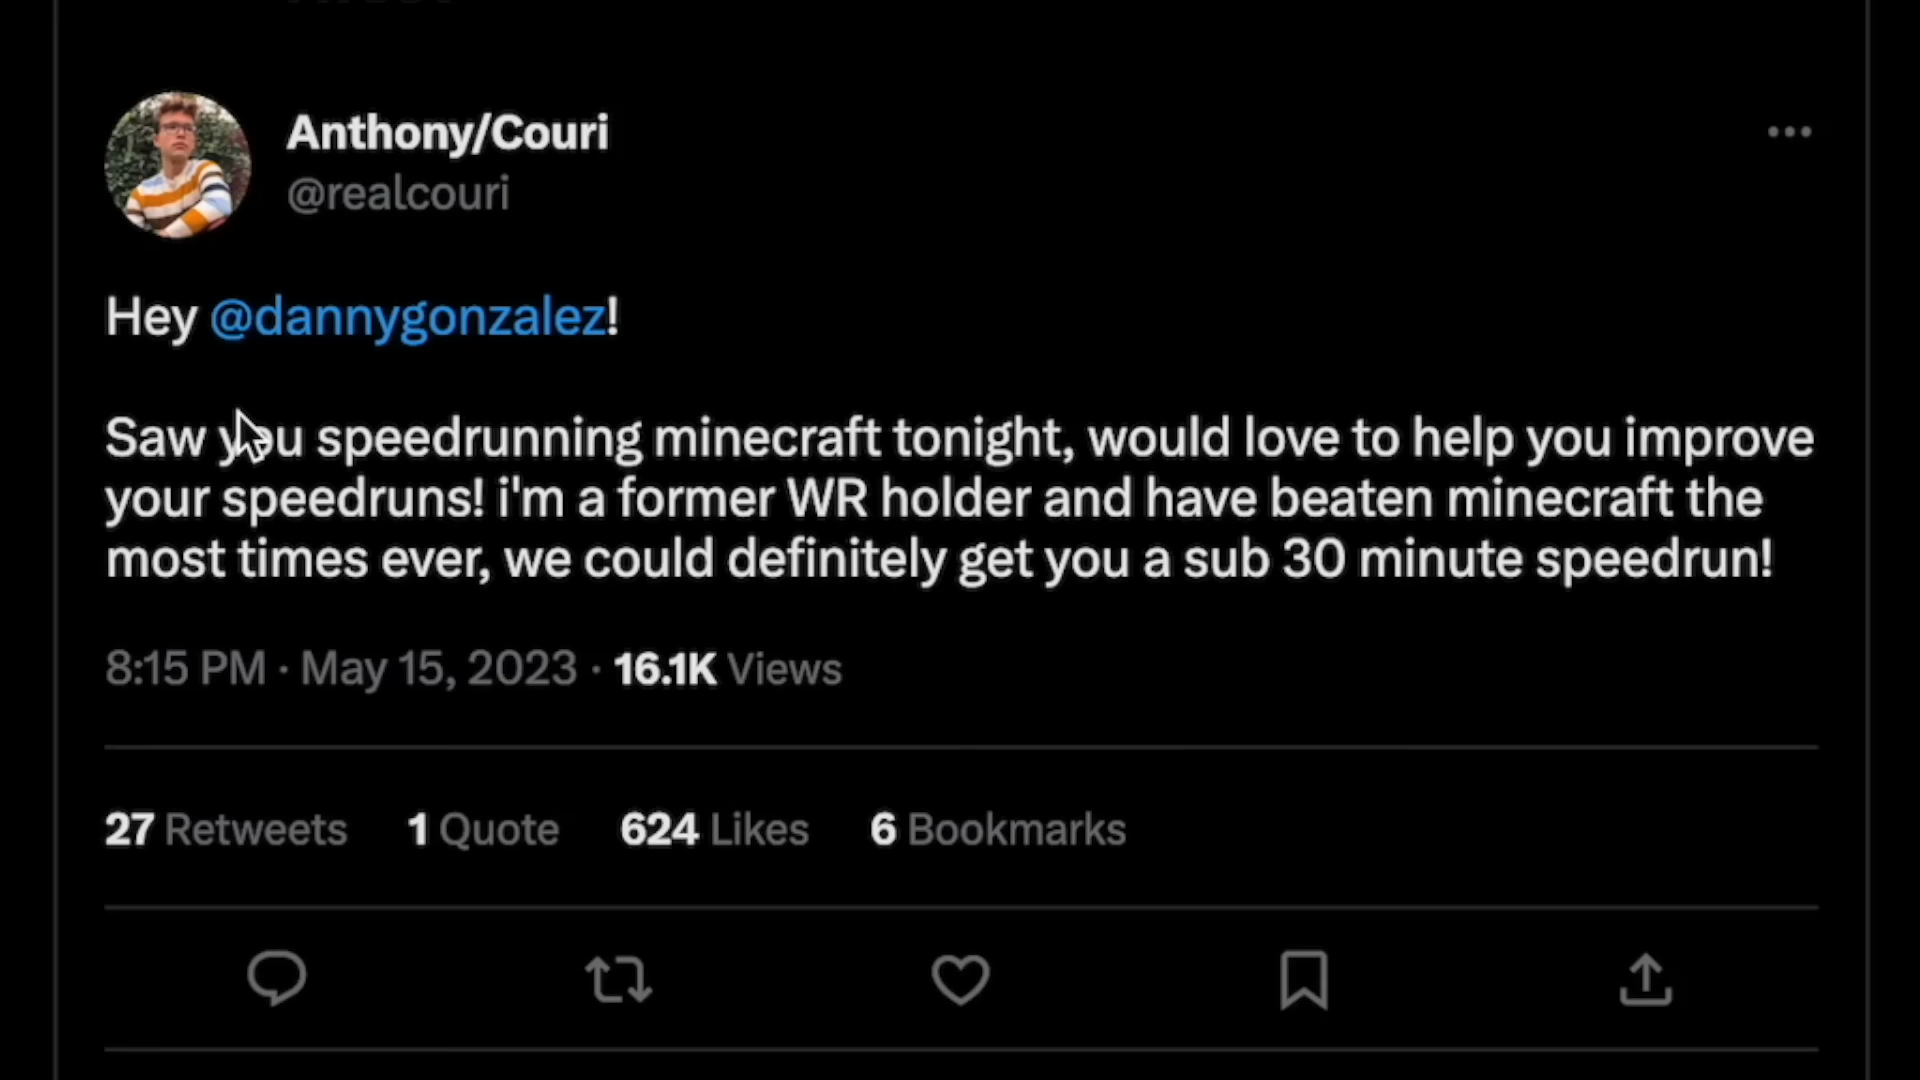 Anthony/Couri
@realcouri
Hey @dannygonzalez!
Saw you speedrunning minecraft tonight, would love to help you improve
your speedruns! i'm a former WR holder and have beaten minecraft the
most times ever, we could definitely get you a sub 30 minute speedrun!
8:15 PM · May 15, 2023 · 16.1K Views
27 Retweets 1 Quote 624 Likes 6 Bookmarks